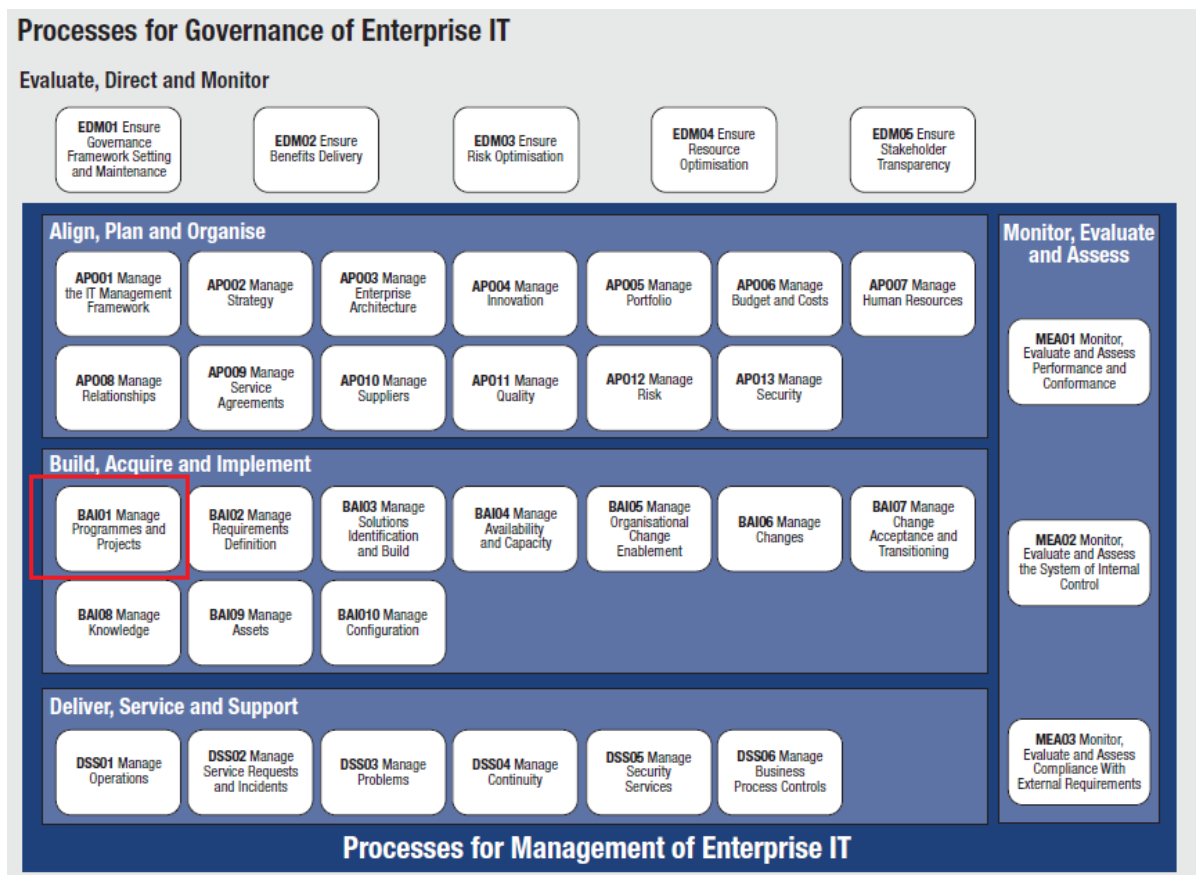 Processes for Governance of Enterprise IT
Evaluate, Direct and Monitor
EDM01 Ensure
Governance
Framework Setting
and Maintenance
EDM02 Ensure
Benefits Delivery
EDM03 Ensure
Risk Optimisation
EDM04 Ensure
Resource
Optimisation
EDM05 Ensure
Stakeholder
Transparency
Align, Plan and Organise
APO01 Manage
the IT Management
Framework
APO02 Manage
Strategy
APO03 Manage
Enterprise
Architecture
APO04 Manage
Innovation
APO05 Manage
Portfolio
APO06 Manage
Budget and Costs
APO07 Manage
Human Resources
APO08 Manage
Relationships
APO09 Manage
Service
Agreements
APO10 Manage
Suppliers
APO11 Manage
Quality
APO12 Manage
Risk
APO13 Manage
Security
Build, Acquire and Implement
BAI01 Manage
Programmes and
Projects
BAI02 Manage
Requirements
Definition
BAI03 Manage
Solutions
Identification
and Build
BAI04 Manage
Availability
and Capacity
BAI05 Manage
Organisational
Change
Enablement
BAI06 Manage
Changes
BAI07 Manage
Change
Acceptance and
Transitioning
BAI08 Manage
Knowledge
BAI09 Manage
Assets
BAI010 Manage
Configuration
Deliver, Service and Support
DSS01 Manage
Operations
DSS02 Manage
Service Requests
and Incidents
DSS03 Manage
Problems
DSS04 Manage
Continuity
DSS05 Manage
Security
Services
DSS06 Manage
Business
Process Controls
Monitor, Evaluate
and Assess
MEA01 Monitor,
Evaluate and Assess
Performance and
Conformance
MEA02 Monitor,
Evaluate and Assess
the System of Internal
Control
MEA03 Monitor,
Evaluate and Assess
Compliance With
External Requirements
Processes for Management of Enterprise IT